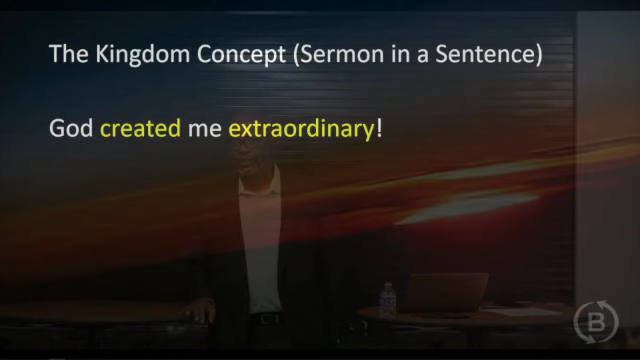 The Kingdom Concept (Sermon in a Sentence)
God created me extraordinary!
B